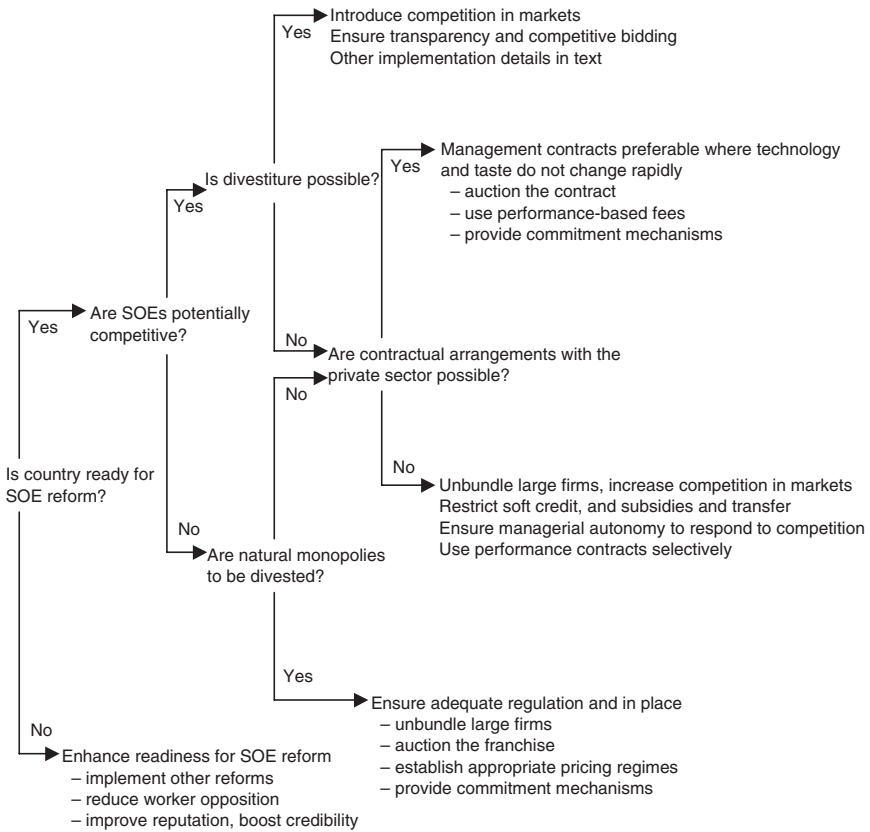 Yes
Introduce competition in markets
Ensure transparency and competitive bidding
Other implementation details in text
Is divestiture possible?
Yes
Yes
Management contracts preferable where technology
and taste do not change rapidly
– auction the contract
– use performance-based fees
– provide commitment mechanisms
Yes
Are SOEs potentially
competitive?
No
Are contractual arrangements with the
private sector possible?
No
Is country ready for
SOE reform?
No
Unbundle large firms, increase competition in markets
Restrict soft credit, and subsidies and transfer
Ensure managerial autonomy to respond to competition
Use performance contracts selectively
No
Are natural monopolies
to be divested?
Yes
Ensure adequate regulation and in place
– unbundle large firms
– auction the franchise
– establish appropriate pricing regimes
– provide commitment mechanisms
No
Enhance readiness for SOE reform
– implement other reforms
– reduce worker opposition
– improve reputation, boost credibility